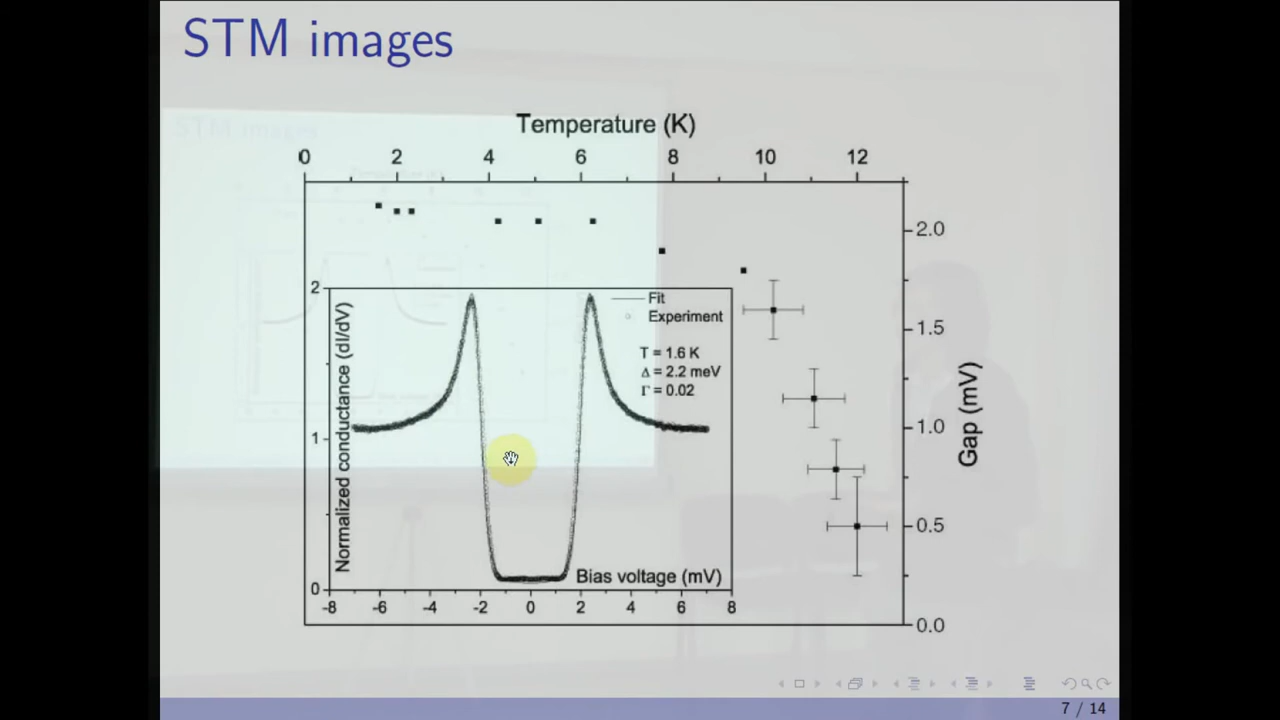 STM images
Temperature (K)
0 2 4 6 8 10 12
2.0
1.5
1.0
0.5
0.0
Gap (mV)
2
1
0
Normalized conductance (dI/dV)
Fit
Experiment
T = 1.6 K
Δ = 2.2 meV
Γ = 0.02
Bias voltage (mV)
-8 -6 -4 -2 0 2 4 6 8
STM images
7 / 14